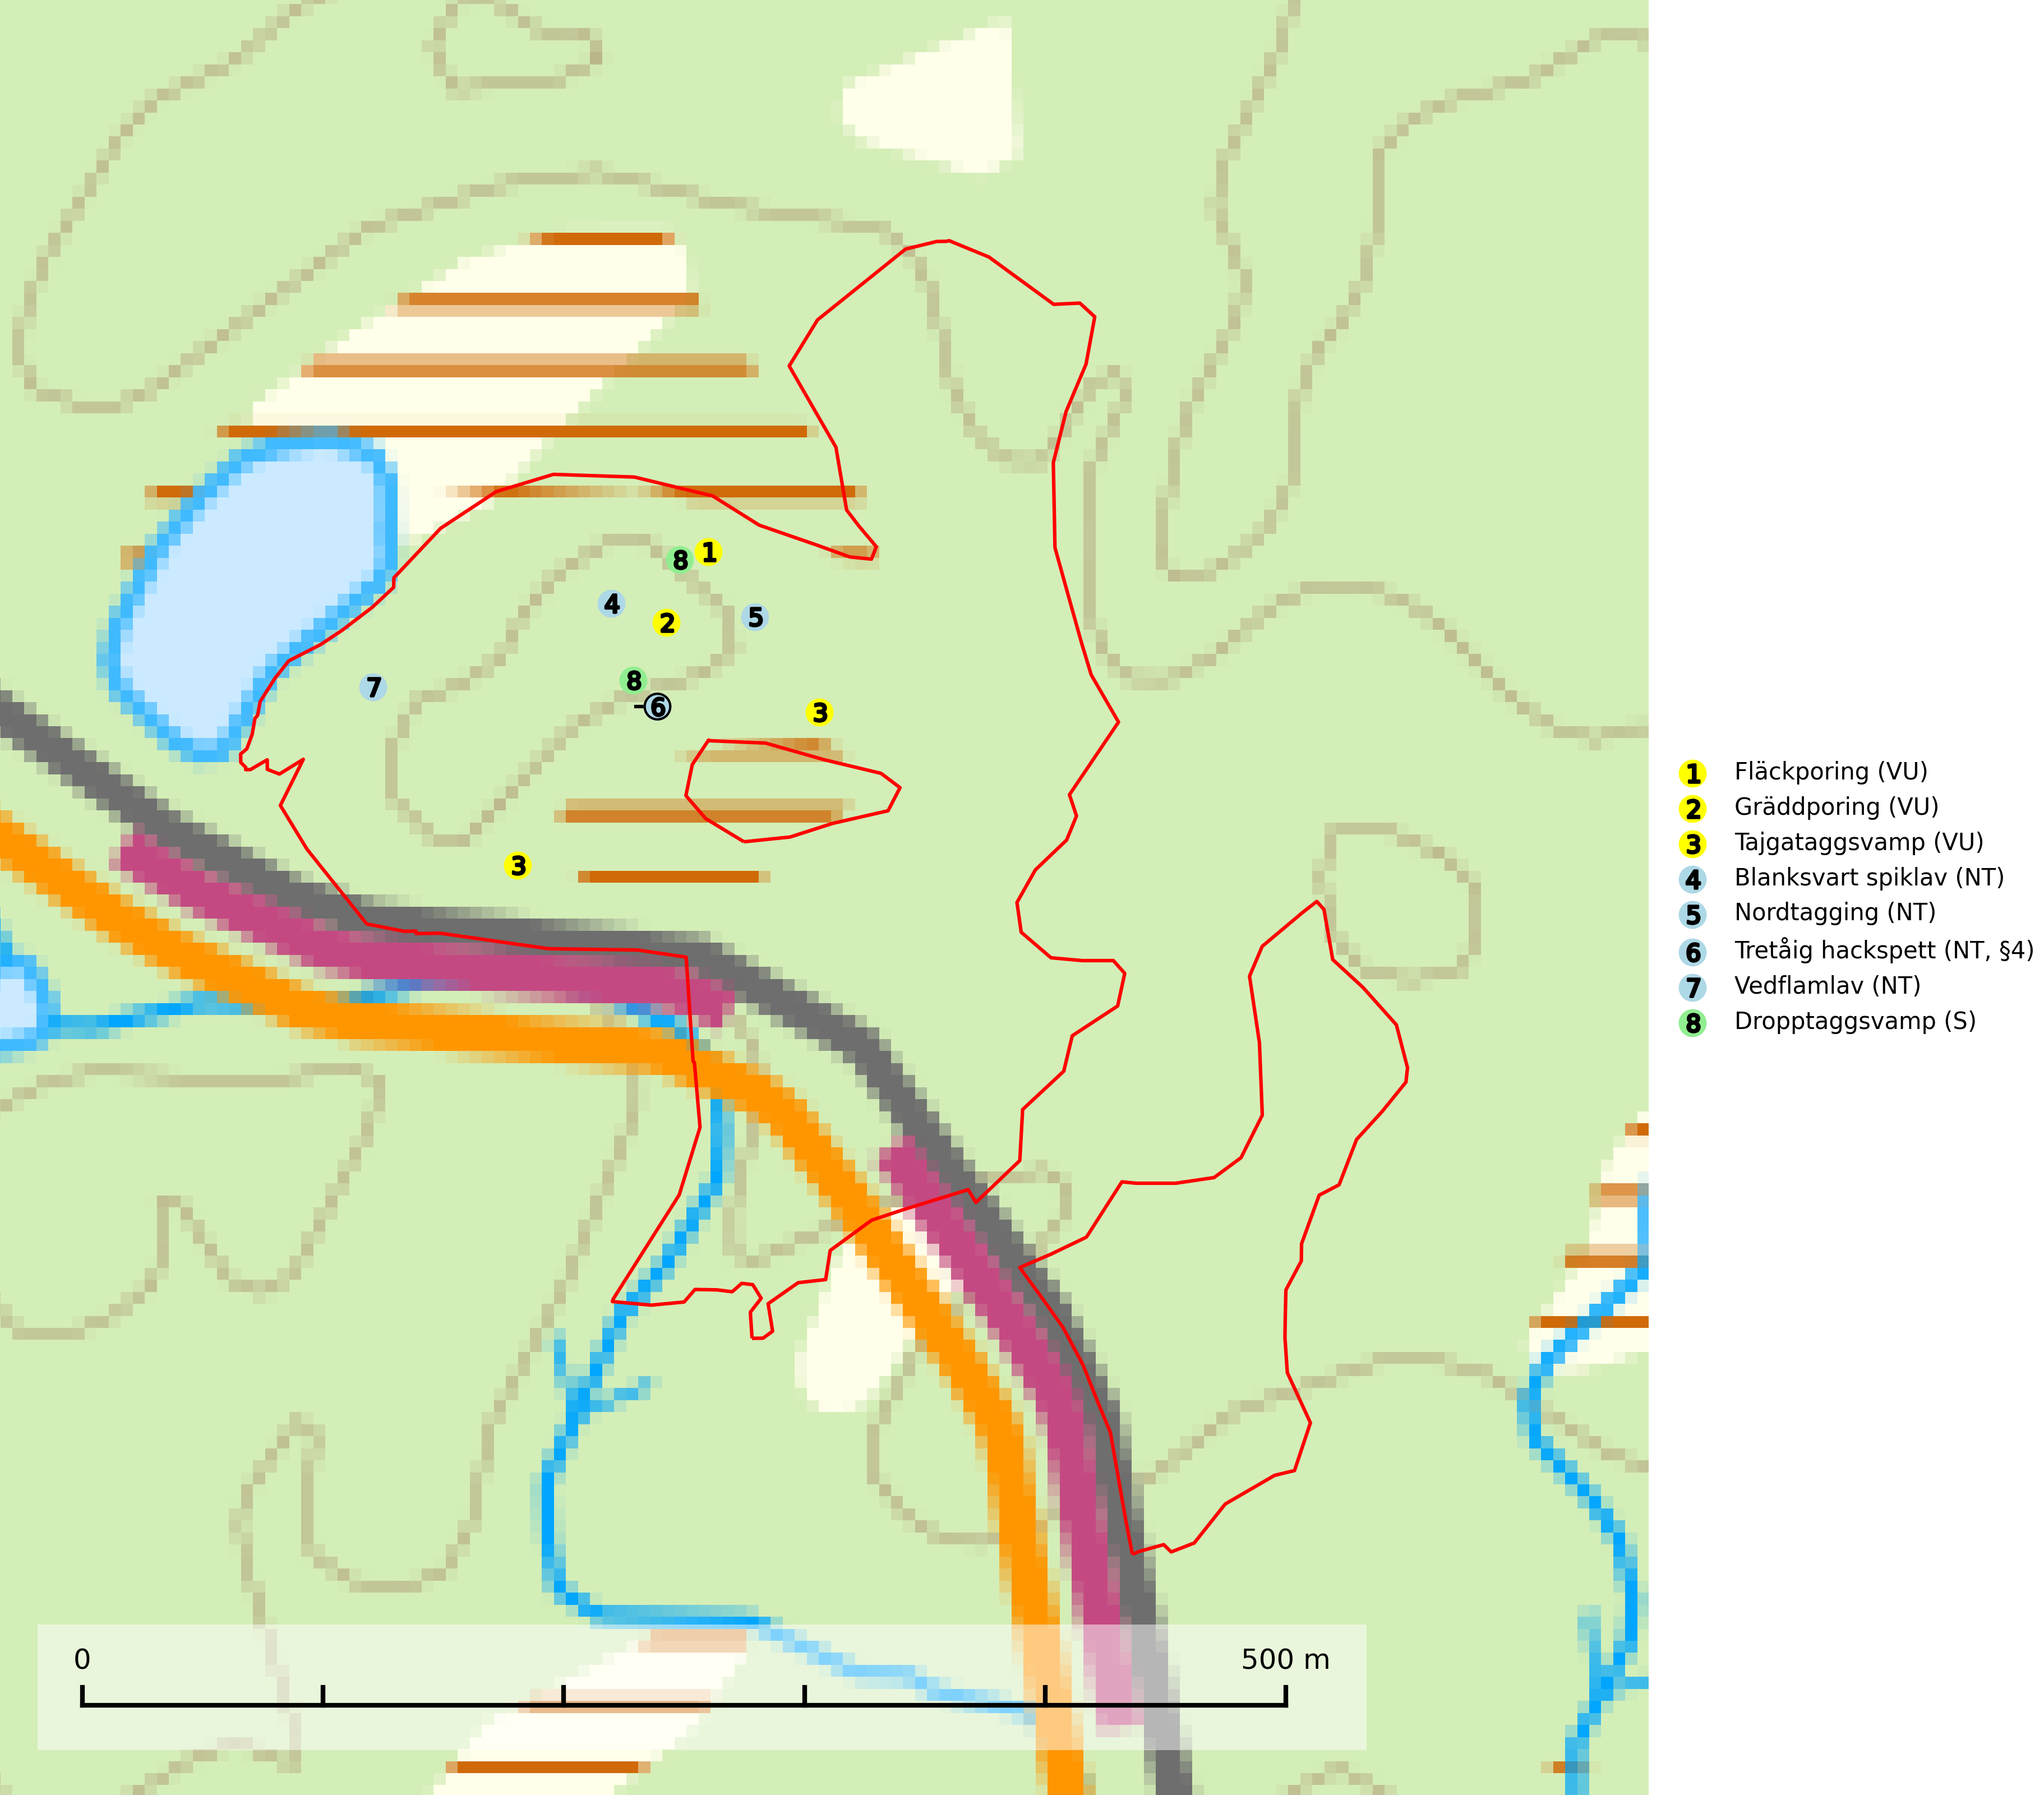 8 1
4
2
5
7
8
6
3
3
1 Fläckporing (VU)
2 Gräddporing (VU)
3 Tajgataggsvamp (VU)
4 Blanksvart spiklav (NT)
5 Nordtagging (NT)
6 Tretåig hackspett (NT, §4)
7 Vedflamlav (NT)
8 Dropptaggsvamp (S)
0 500 m